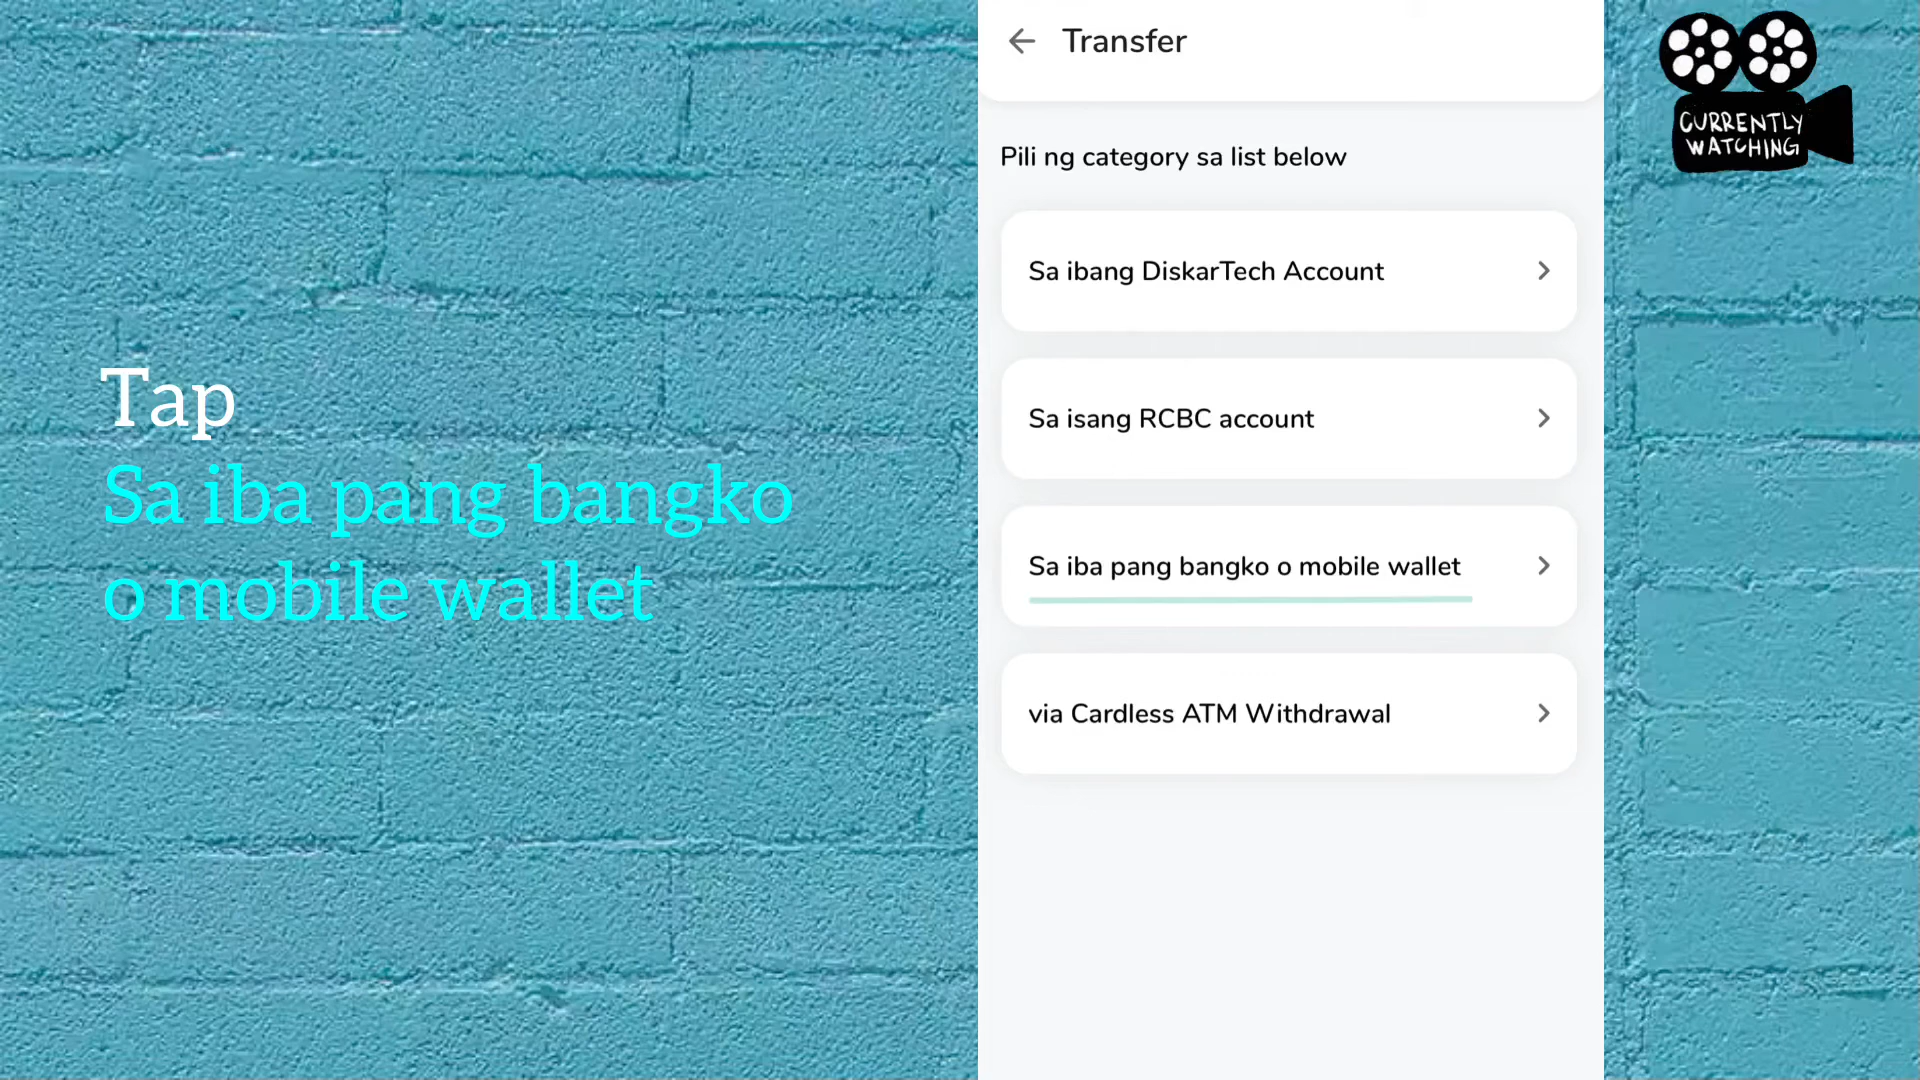 Tap
Sa iba pang bangko
o mobile wallet
Transfer
Pili ng category sa list below
Sa ibang DiskarTech Account
Sa isang RCBC account
Sa iba pang bangko o mobile wallet
via Cardless ATM Withdrawal
CURRENTLY
WATCHING